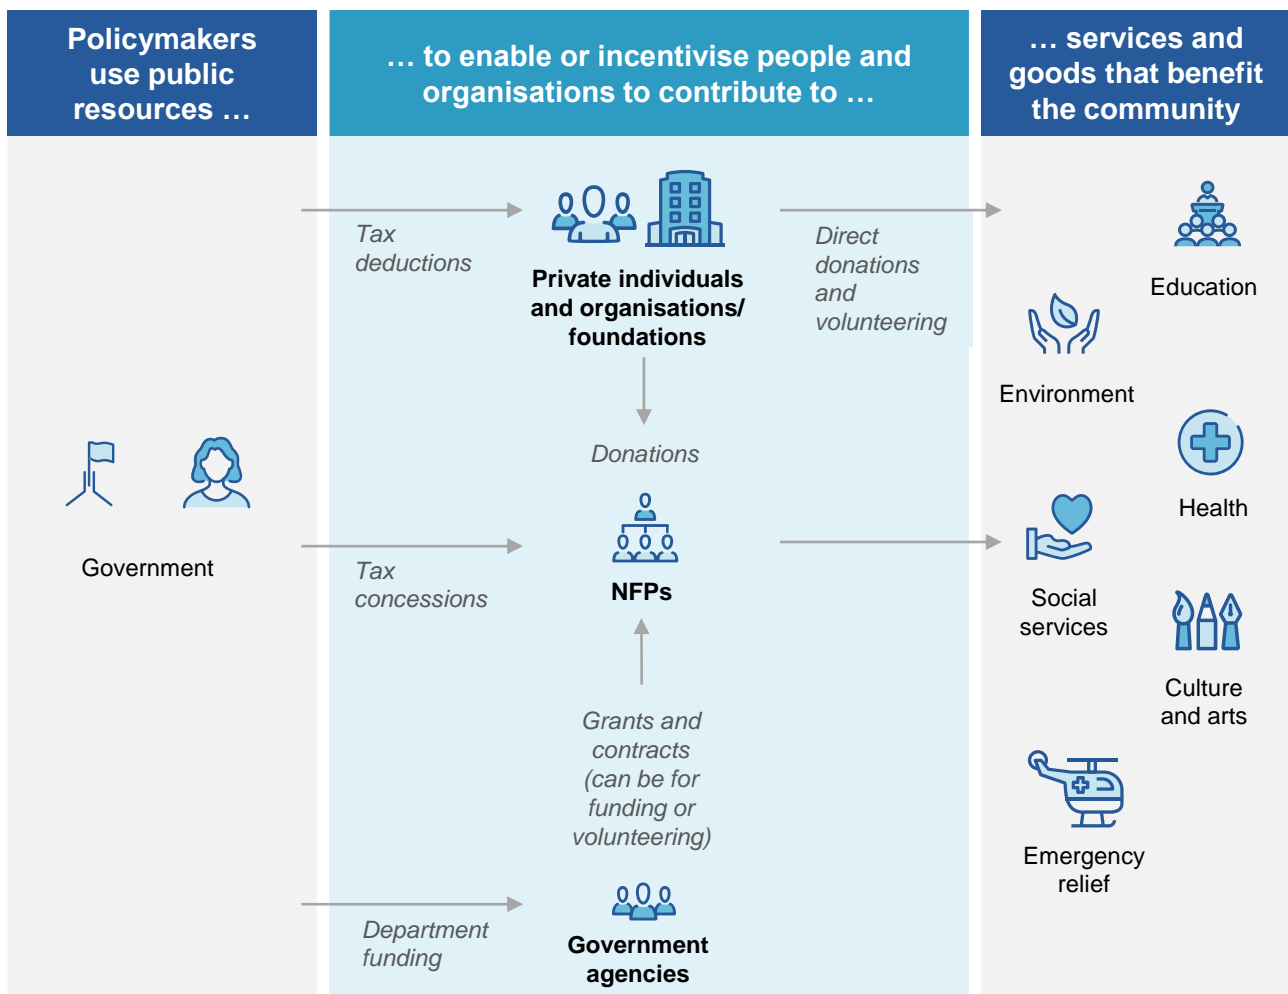 Policymakers
use public
resources …
… to enable or incentivise people and
organisations to contribute to …
… services and
goods that benefit
the community
Government
Tax
deductions
Private individuals
and organisations/
foundations
Direct
donations
and
volunteering
Donations
Tax
concessions
NFPs
Grants and
contracts
(can be for
funding or
volunteering)
Department
funding
Government
agencies
Education
Environment
Health
Social
services
Culture
and arts
Emergency
relief